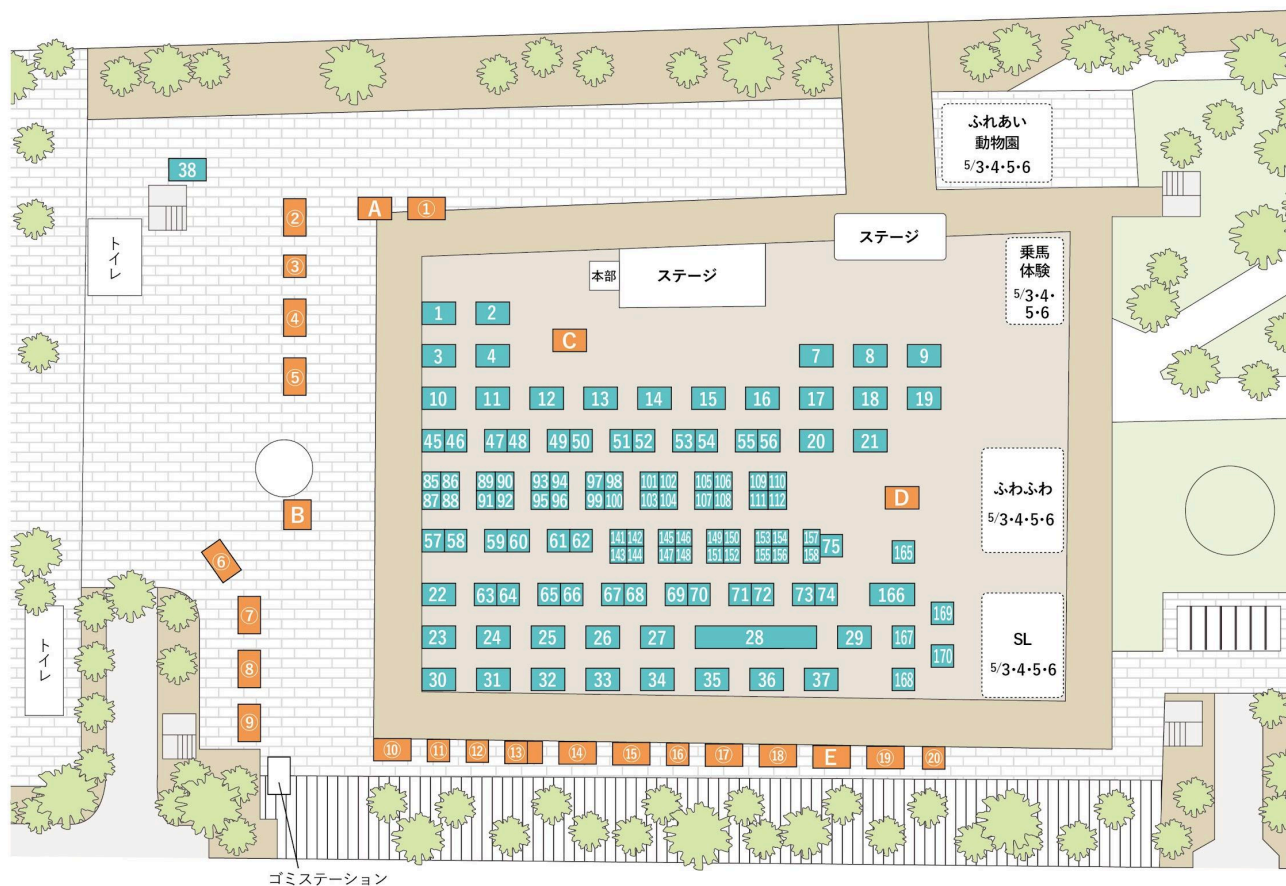 ふれあい
動物園
5/3・4・5・6
38
A ①
②
トイレ
ステージ
③
本部 ステージ
乗馬
体験
5/3・4・
5・6
④
1 2
C
3 4 7 8 9
⑤
10 11 12 13 14 15 16 17 18 19
45 46 47 48 49 50 51 52 53 54 55 56 20 21
85 86 89 90 93 94 97 98 101 102 105 106 109 110
87 88 91 92 95 96 99 100 103 104 107 108 111 112
ふわふわ
5/3・4・5・6
D
B
57 58 59 60 61 62 141 142 145 146 149 150 153 154 157 75
143 144 147 148 151 152 155 156 158
165
⑥
22 63 64 65 66 67 68 69 70 71 72 73 74 166
⑦
169
23 24 25 26 27 28 29 167
170
SL
5/3・4・5・6
トイレ
⑧
30 31 32 33 34 35 36 37 168
⑨
⑩ ⑪ ⑫ ⑬ ⑭ ⑮ ⑯ ⑰ ⑱ E ⑲ ⑳
ゴミステーション